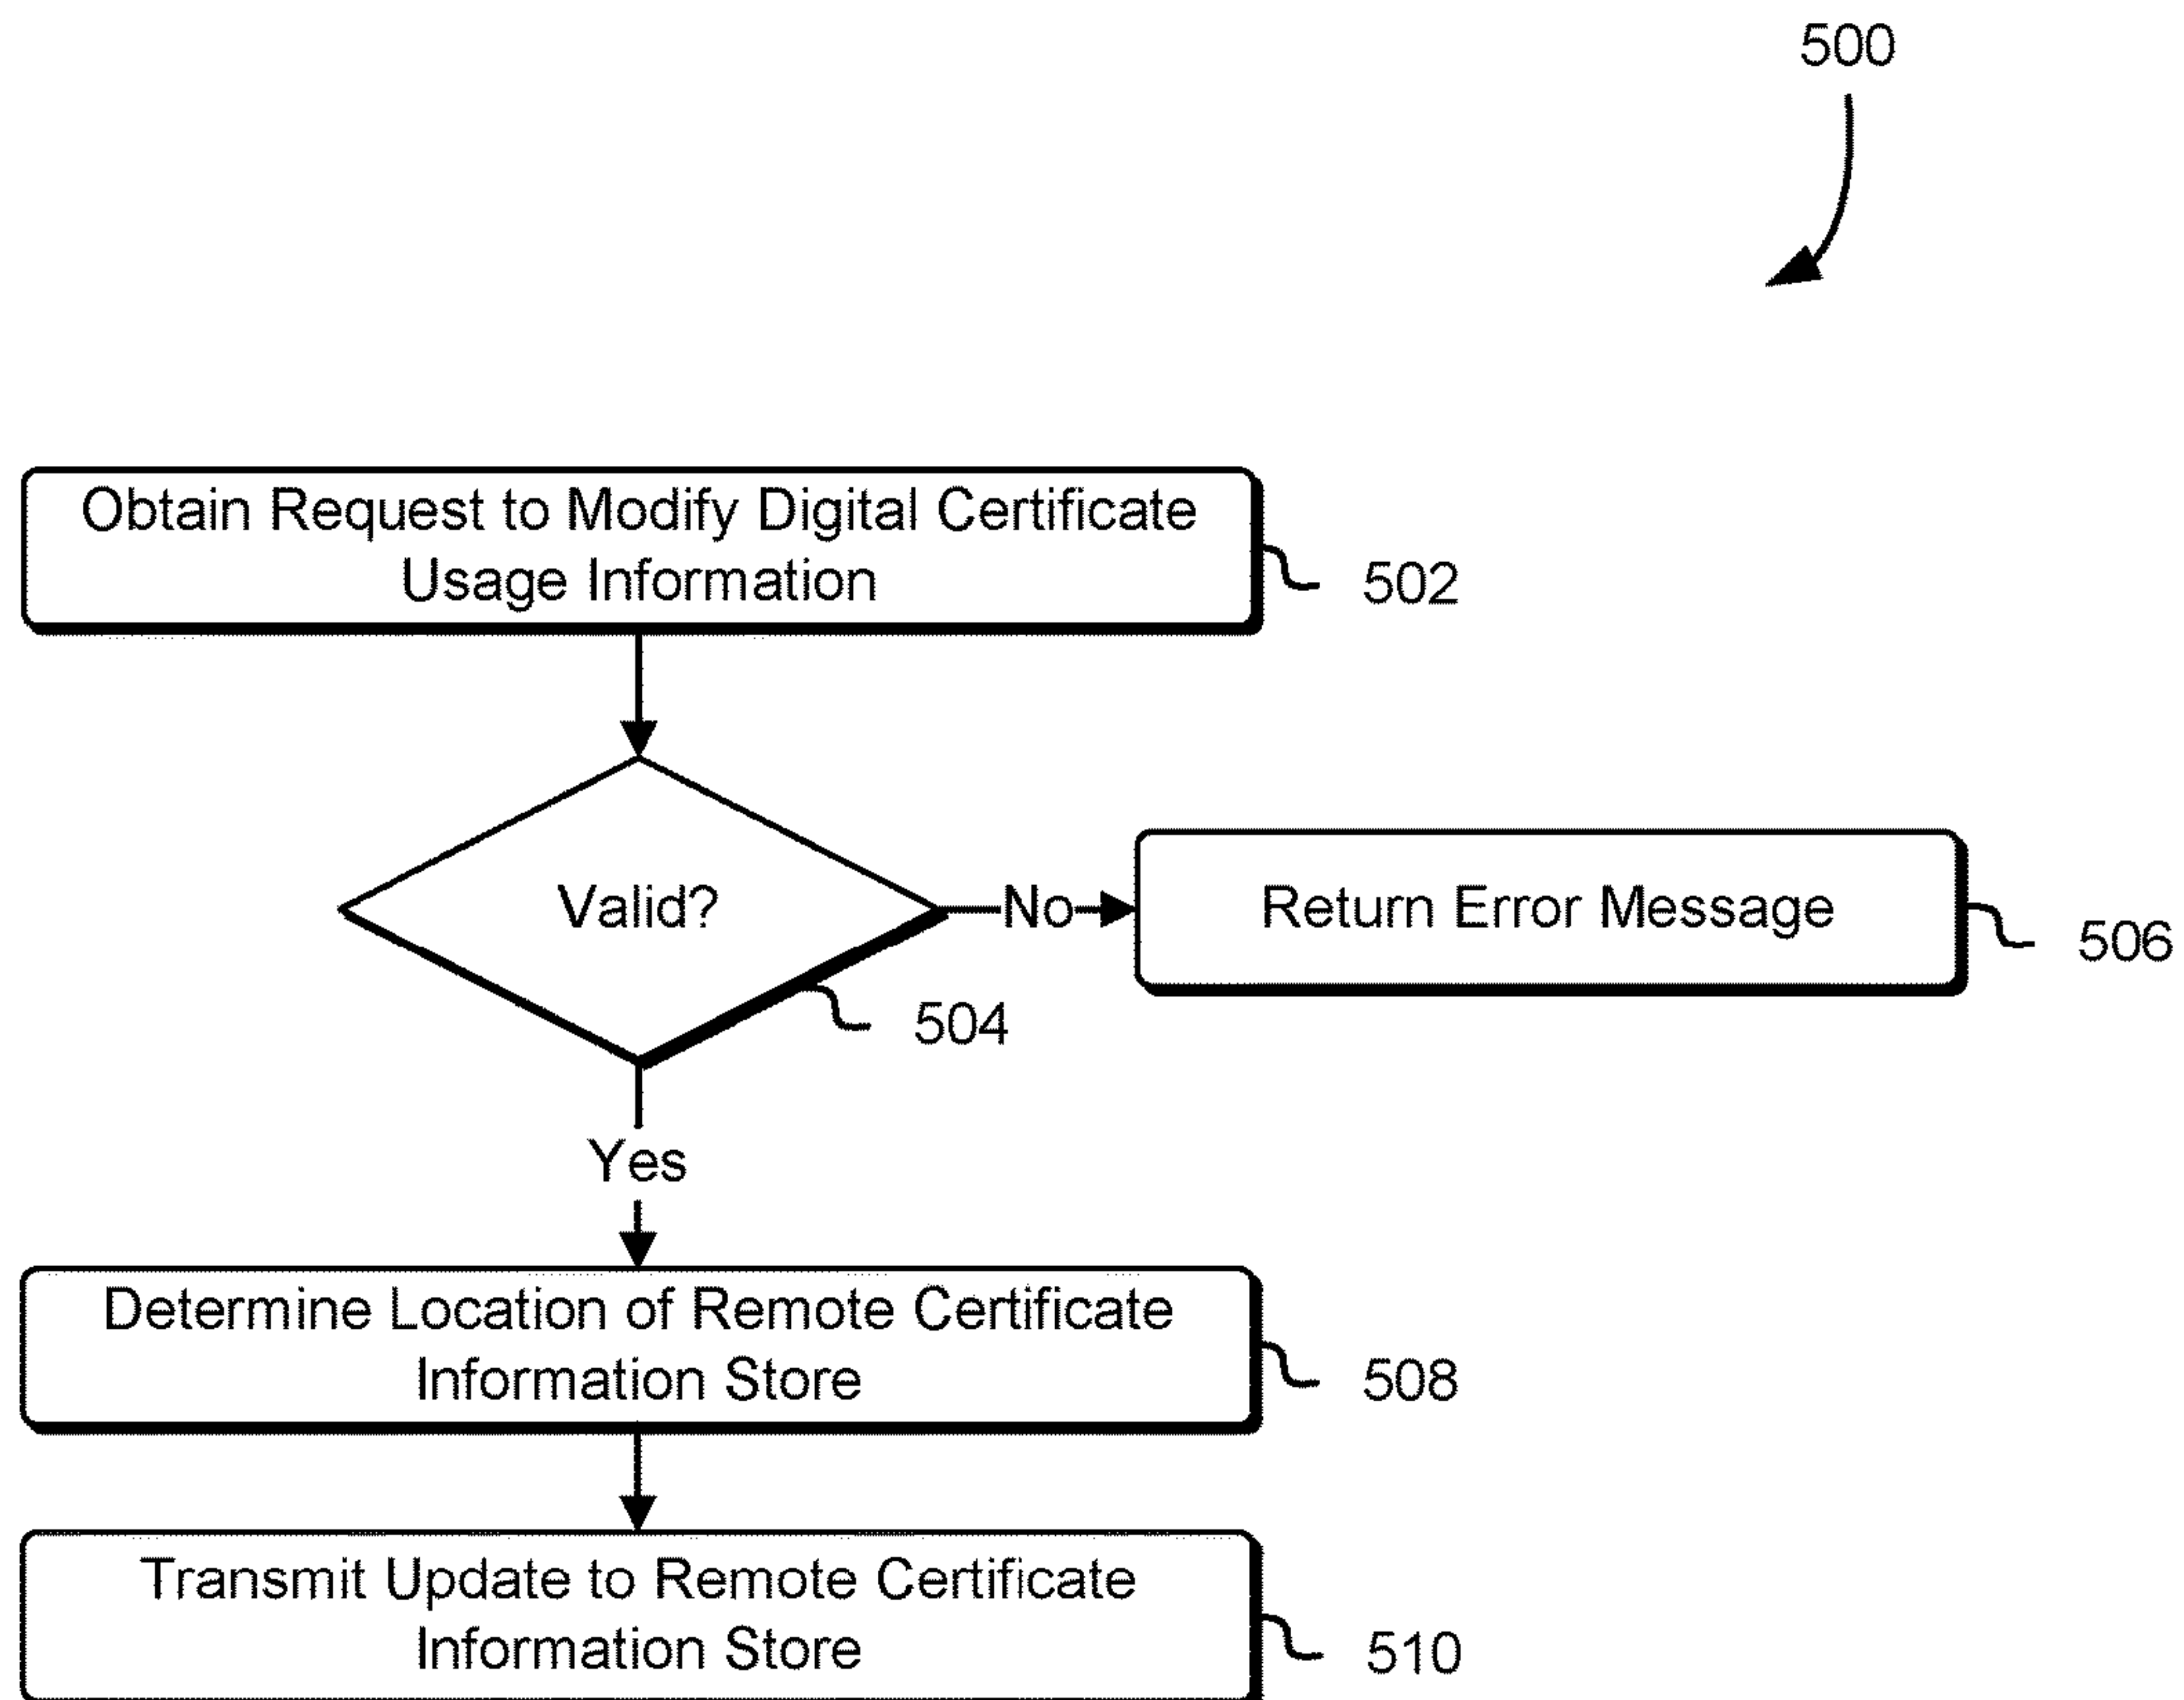 500
Obtain Request to Modify Digital Certificate
Usage Information
502
Valid?
No
Return Error Message
506
504
Yes
Determine Location of Remote Certificate
Information Store
508
Transmit Update to Remote Certificate
Information Store
510